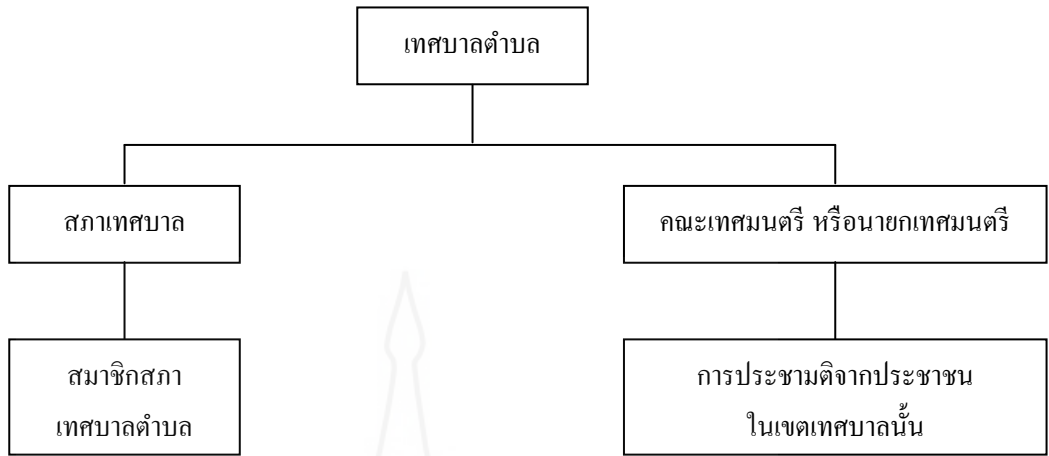 เทศบาลตำบล
สภาเทศบาล
คณะเทศมนตรี หรือนายกเทศมนตรี
สมาชิกสภา
เทศบาลตำบล
การประชามติจากประชาชน
ในเขตเทศบาลนั้น